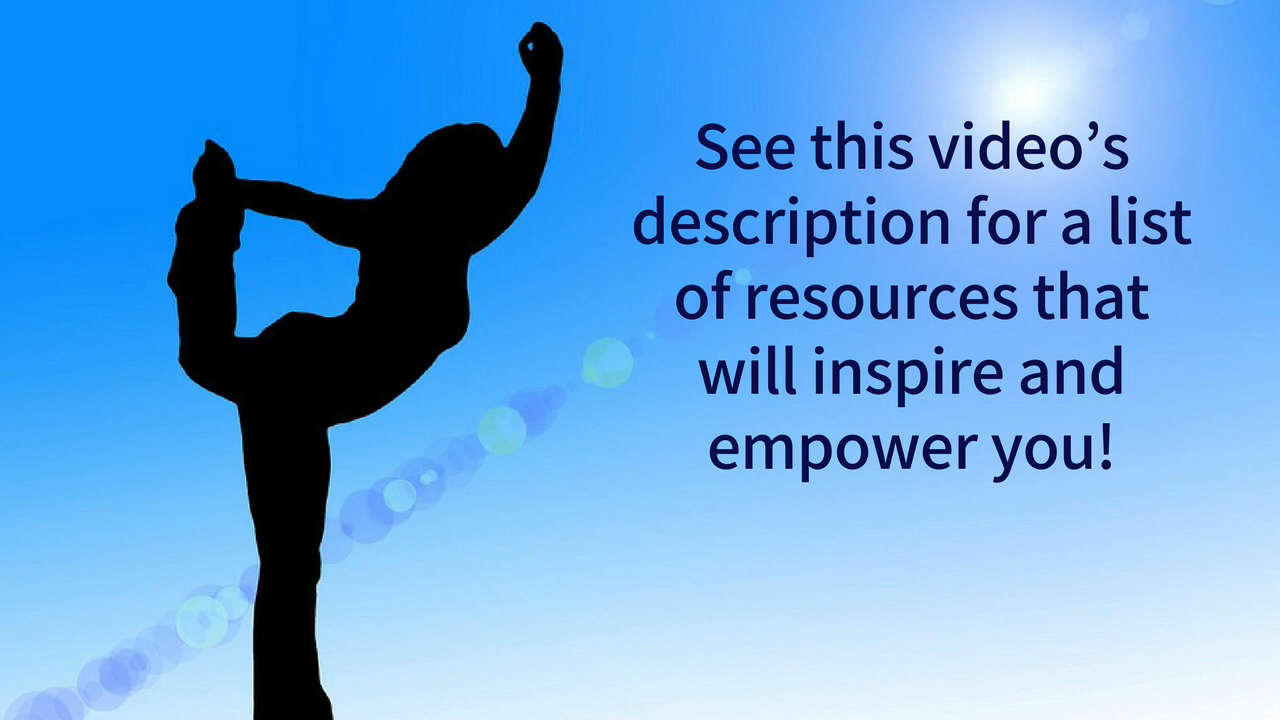 See this video’s
description for a list
of resources that
will inspire and
empower you!